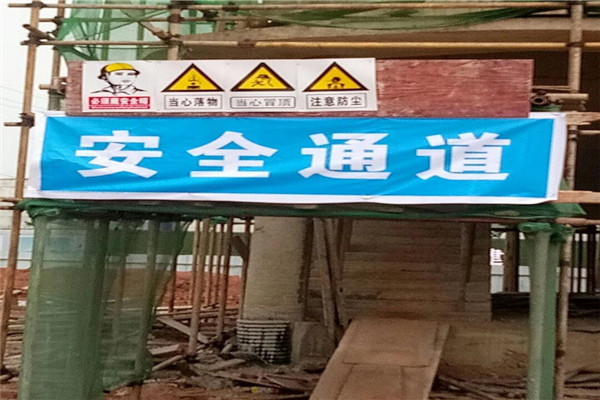 必须戴安全帽
当心落物
当心冒顶
注意防尘
安全通道